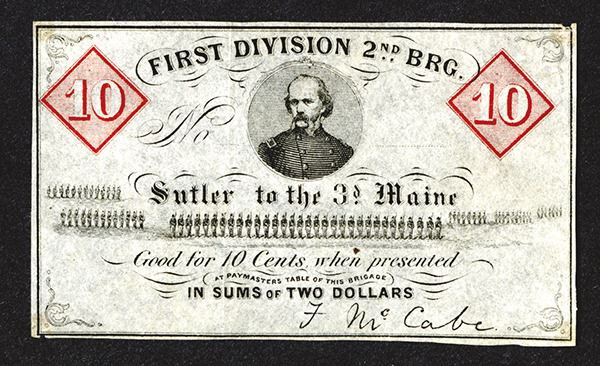 FIRST DIVISION 2ND BRG.
10
10
No
Sutler to the 3d. Maine
Good for 10 Cents, when presented
AT PAYMASTERS TABLE OF THIS BRIGADE
IN SUMS OF TWO DOLLARS
F McCabe.